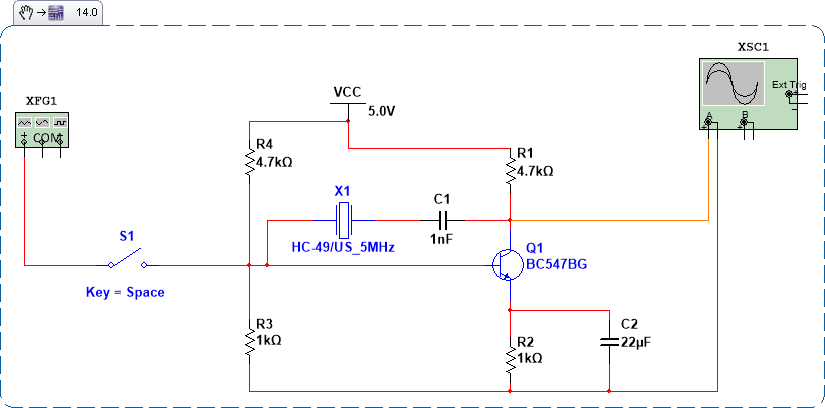 14.0
XSC1
Ext Trig
XFG1
VCC
5.0V
A
B
COM
R4
4.7kΩ
R1
4.7kΩ
X1
C1
1nF
HC-49/US_5MHz
S1
Q1
BC547BG
Key = Space
R3
1kΩ
R2
1kΩ
C2
22µF